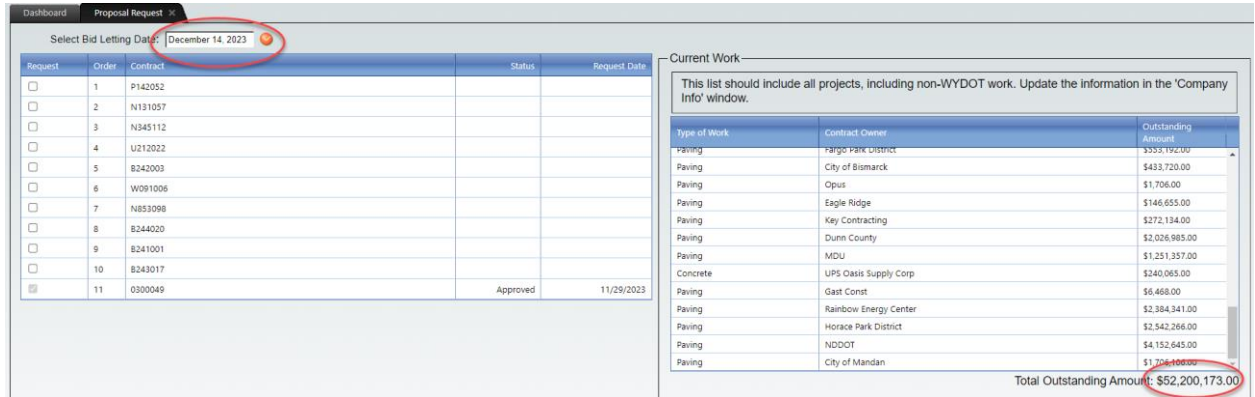 Dashboard Proposal Request ×
Select Bid Letting Date: December 14, 2023
Request Order Contract Status Request Date
1 P142052
2 N131057
3 N345112
4 U212022
5 B242003
6 W091006
7 N853098
8 B244020
9 B241001
10 B243017
11 0300049 Approved 11/29/2023
Current Work
This list should include all projects, including non-WYDOT work. Update the information in the 'Company
Info' window.
Type of Work Contract Owner Outstanding
Amount
Paving Fargo Park District $553,192.00
Paving City of Bismarck $433,720.00
Paving Opus $1,706.00
Paving Eagle Ridge $146,655.00
Paving Key Contracting $272,134.00
Paving Dunn County $2,026,985.00
Paving MDU $1,251,357.00
Concrete UPS Oasis Supply Corp $240,065.00
Paving Gast Const $6,468.00
Paving Rainbow Energy Center $2,384,341.00
Paving Horace Park District $2,542,266.00
Paving NDDOT $4,152,645.00
Paving City of Mandan
Total Outstanding Amount: $52,200,173.00